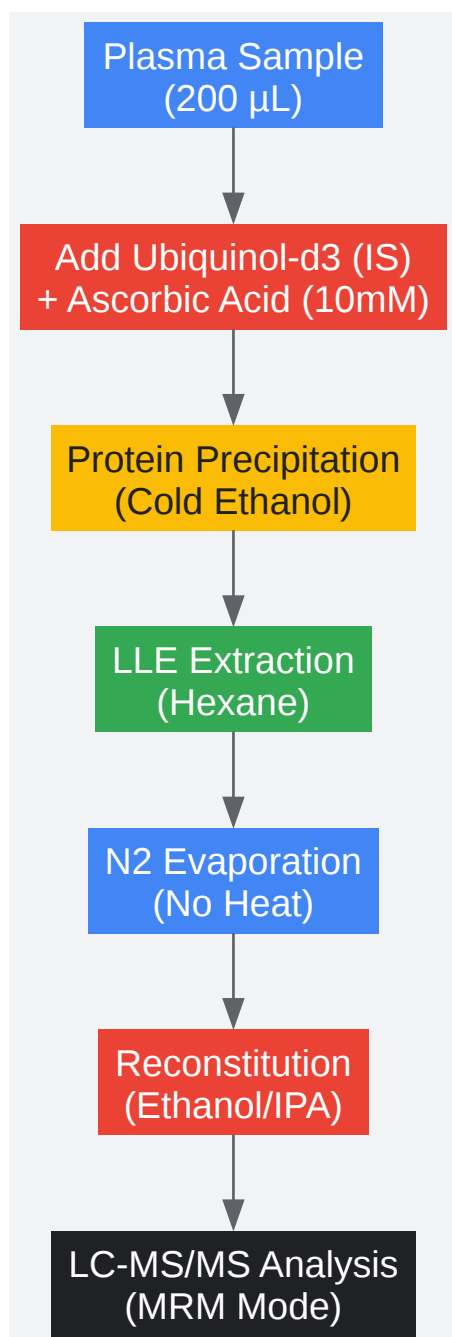 Plasma Sample
(200 µL)
Add Ubiquinol-d3 (IS)
+ Ascorbic Acid (10mM)
Protein Precipitation
(Cold Ethanol)
LLE Extraction
(Hexane)
N2 Evaporation
(No Heat)
Reconstitution
(Ethanol/IPA)
LC-MS/MS Analysis
(MRM Mode)